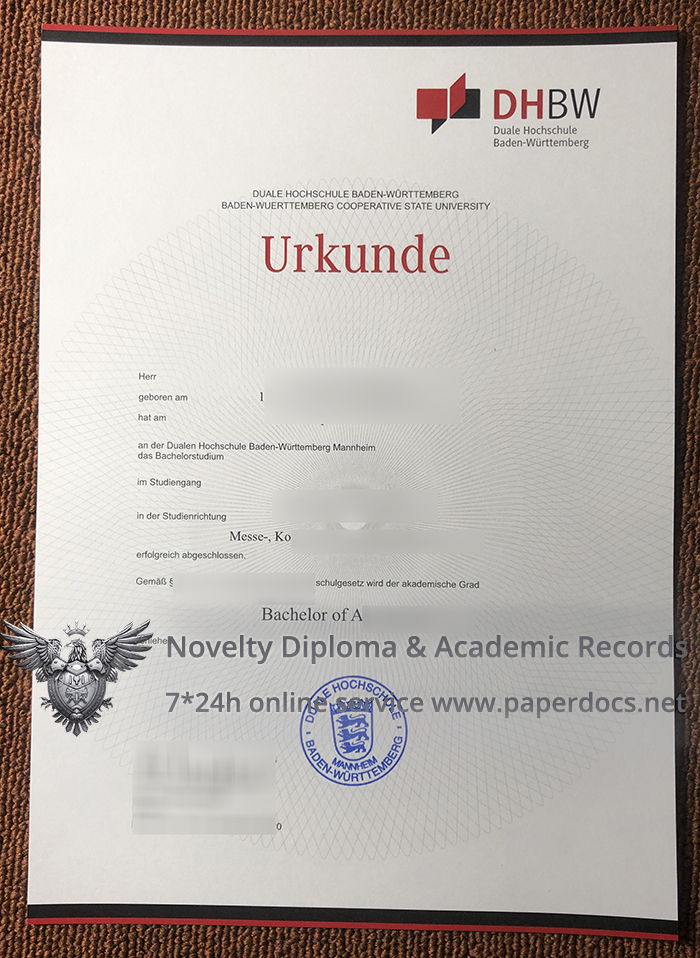 DHBW
Duale Hochschule
Baden-Württemberg
DUALE HOCHSCHULE BADEN-WÜRTTEMBERG
BADEN-WUERTTEMBERG COOPERATIVE STATE UNIVERSITY
Urkunde
Herr
geboren am 1
hat am
an der Dualen Hochschule Baden-Württemberg Mannheim
das Bachelorstudium
im Studiengang
in der Studienrichtung
Messe-, Ko
erfolgreich abgeschlossen.
Gemäß § schulgesetz wird der akademische Grad
Bachelor of A
Novelty Diploma & Academic Records
7*24h online service www.paperdocs.net
DUALE HOCHSCHULE
MANNHEIM
BADEN-WÜRTTEMBERG
0